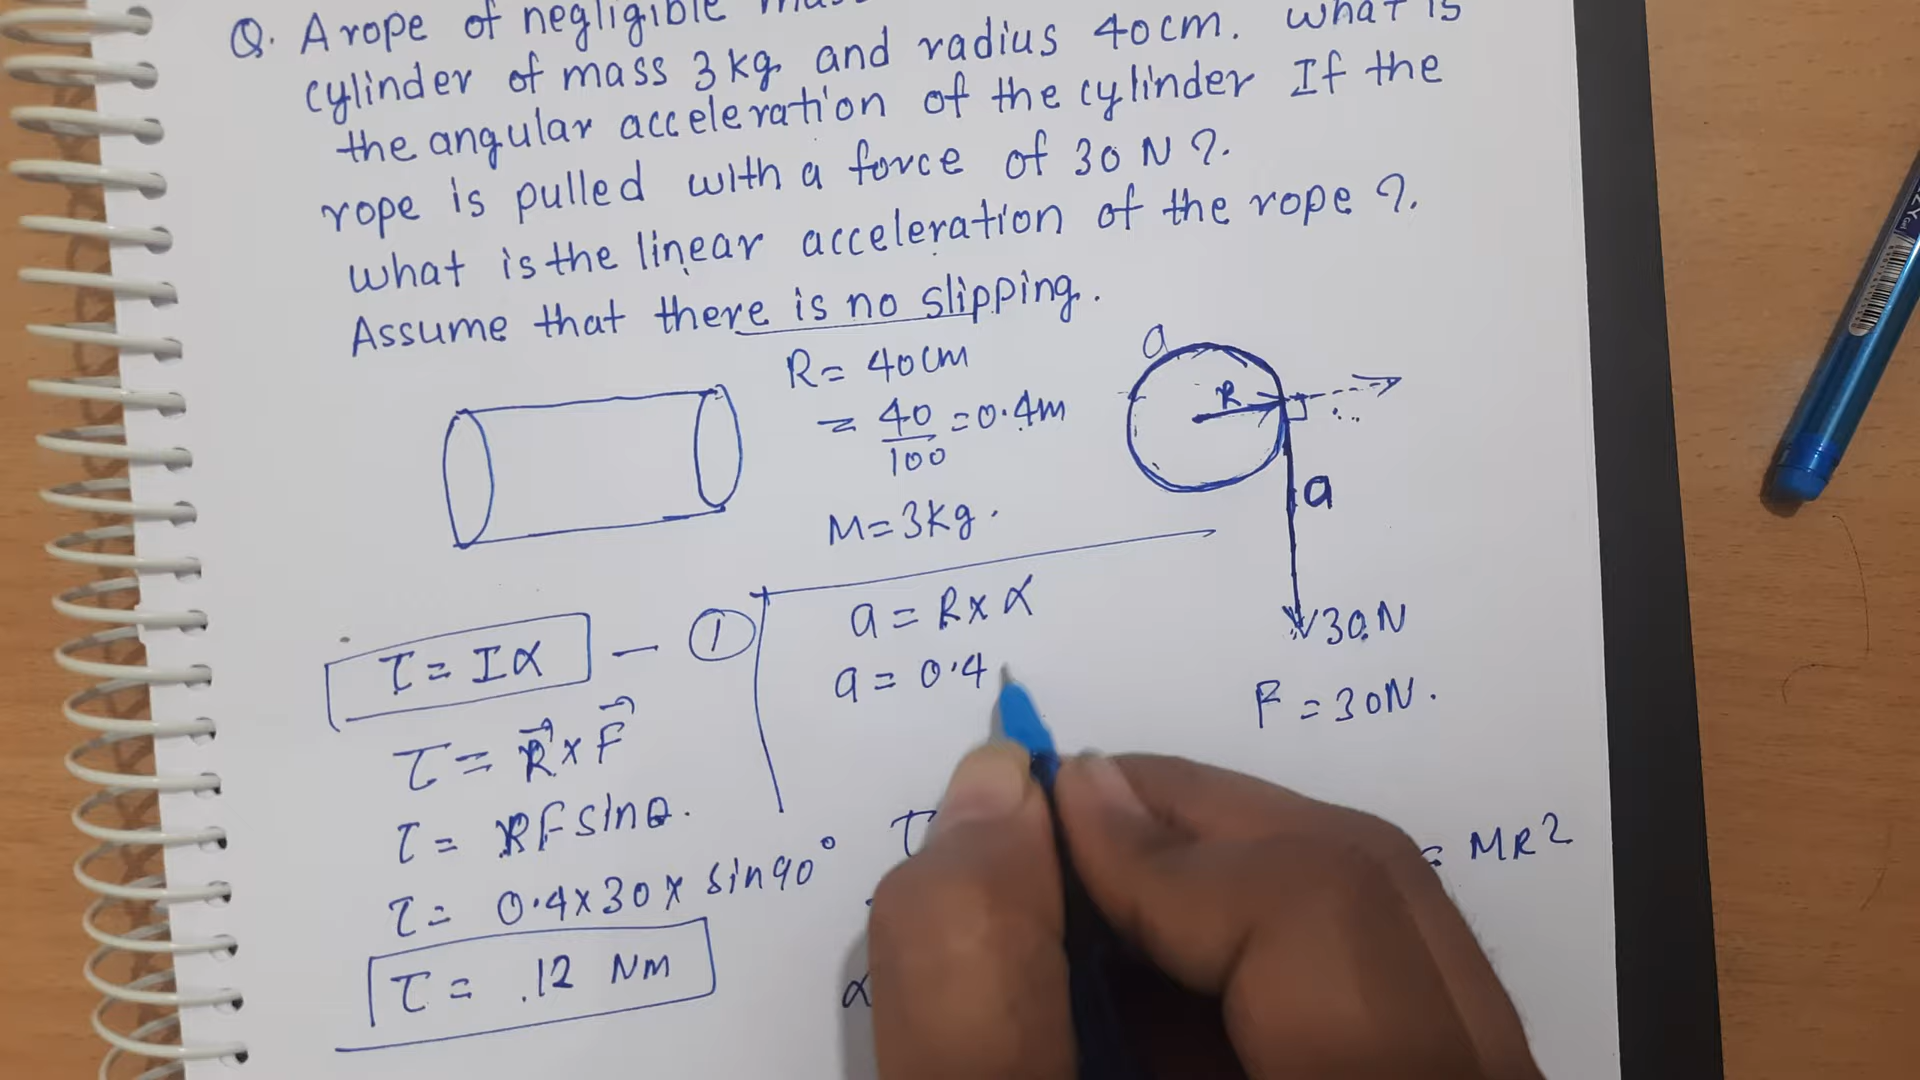 Q. A rope of negligible
cylinder of mass 3 kg and radius 40 cm. what is
the angular acceleration of the cylinder If the
rope is pulled with a force of 30 N ?.
what is the linear acceleration of the rope ?.
Assume that there is no slipping.
R = 40 cm
= 40/100 = 0.4 m
M = 3 kg.
a
R
a
30 N
F = 30 N.
τ = Iα — ①
τ = R⃗ x F⃗
τ = RF sinθ.
τ = 0.4 x 30 x sin 90°
τ = .12 Nm
a = R x α
a = 0.4
τ
= MR2
α